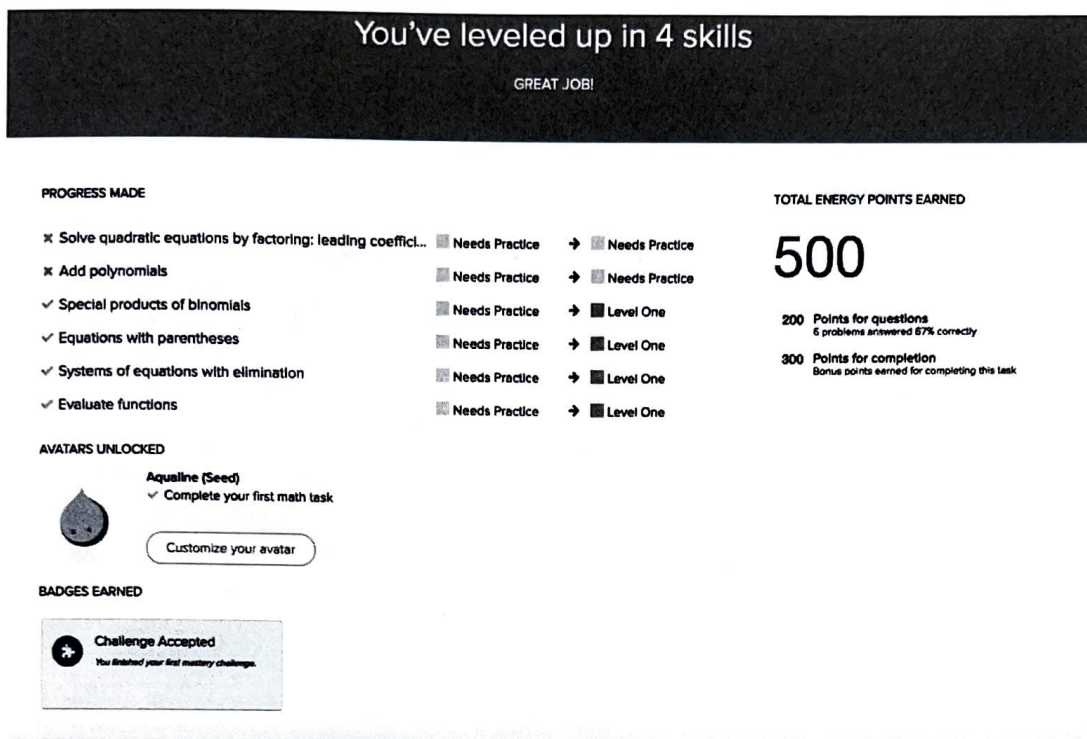 You've leveled up in 4 skills
GREAT JOB!
PROGRESS MADE
Solve quadratic equations by factoring: leading coeffici... Needs Practice → Needs Practice
Add polynomials Needs Practice → Needs Practice
Special products of binomials Needs Practice → Level One
Equations with parentheses Needs Practice → Level One
Systems of equations with elimination Needs Practice → Level One
Evaluate functions Needs Practice → Level One
TOTAL ENERGY POINTS EARNED
500
200 Points for questions
6 problems answered 67% correctly
300 Points for completion
Bonus points earned for completing this task
AVATARS UNLOCKED
Aqualine (Seed)
Complete your first math task
Customize your avatar
BADGES EARNED
Challenge Accepted
You finished your first mastery challenge.